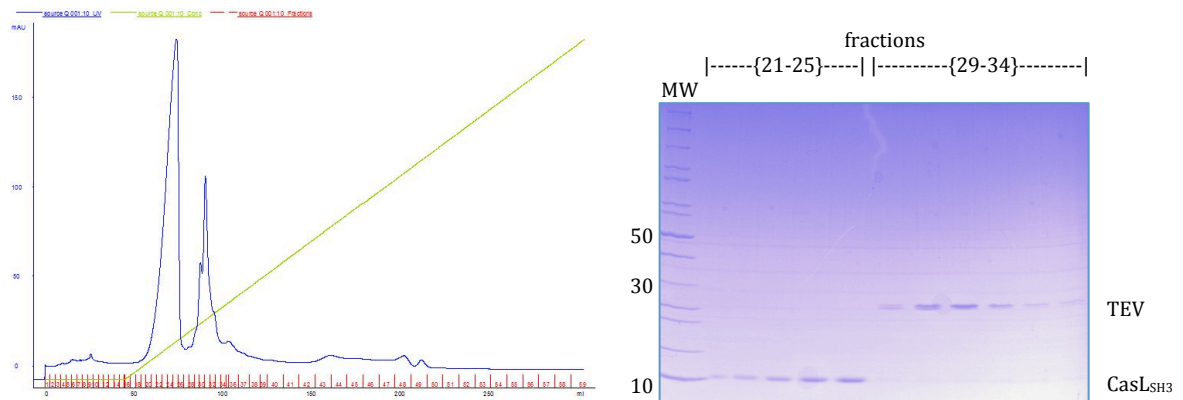 source Q 001:10_UV source Q 001:10_Conc source Q 001:10_Fractions
mAU
150
100
50
0
0 50 100 150 200 250 ml
fractions
|------{21-25}-----| |----------{29-34}---------|
MW
50
30
10
TEV
CasLSH3